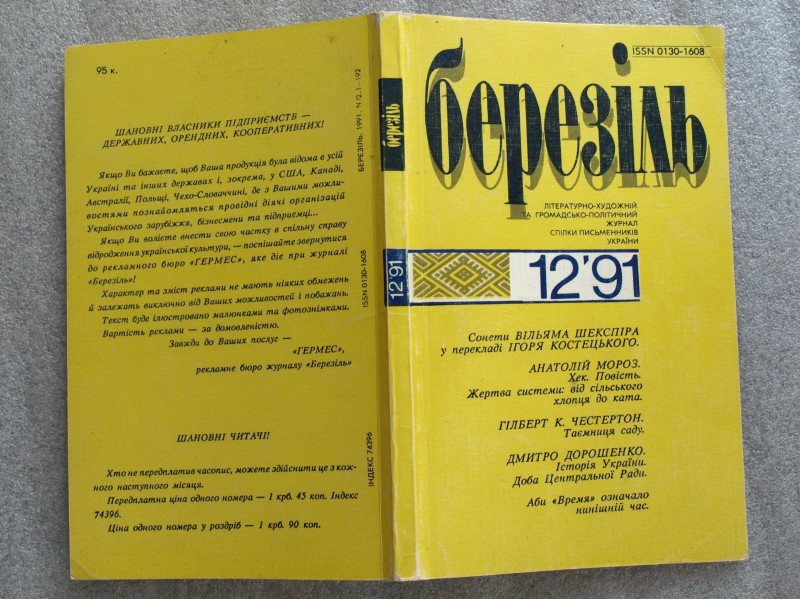 95 к.
ШАНОВНІ ВЛАСНИКИ ПІДПРИЄМСТВ —
ДЕРЖАВНИХ, ОРЕНДНИХ, КООПЕРАТИВНИХ!
Якщо Ви бажаєте, щоб Ваша продукція була відома в усій
Україні та інших державах і, зокрема, у США, Канаді,
Австралії, Польщі, Чехо-Словаччині, де з Вашими можли-
востями познайомляться провідні діячі організацій
Українського зарубіжжя, бізнесмени та підприємці...
Якщо Ви волієте внести свою частку в спільну справу
відродження української культури, — поспішайте звернутися
до рекламного бюро «ГЕРМЕС», яке діє при журналі
«Березіль»!
Характер та зміст реклами не мають ніяких обмежень
й залежать виключно від Ваших можливостей і побажань.
Текст буде ілюстровано малюнками та фотознімками.
Вартість реклами — за домовленістю.
Завжди до Ваших послуг —
«ГЕРМЕС»,
рекламне бюро журналу «Березіль»
ШАНОВНІ ЧИТАЧІ!
Хто не передплатив часопис, можете здійснити це з кож-
ного наступного місяця.
Передплатна ціна одного номера — 1 крб. 45 коп. Індекс
74396.
Ціна одного номера у роздріб — 1 крб. 90 коп.
БЕРЕЗІЛЬ. 1991. N 12. 1—192
ISSN 0130-1608
ІНДЕКС 74396
березіль
12'91
ISSN 0130-1608
березіль
ЛІТЕРАТУРНО-ХУДОЖНІЙ
ТА ГРОМАДСЬКО-ПОЛІТИЧНИЙ
ЖУРНАЛ
СПІЛКИ ПИСЬМЕННИКІВ
УКРАЇНИ
12'91
Сонети ВІЛЬЯМА ШЕКСПІРА
у перекладі ІГОРЯ КОСТЕЦЬКОГО.
АНАТОЛІЙ МОРОЗ.
Хек. Повість.
Жертва системи: від сільського
хлопця до ката.
ГІЛБЕРТ К. ЧЕСТЕРТОН.
Таємниця саду.
ДМИТРО ДОРОШЕНКО.
Історія України.
Доба Центральної Ради.
Аби «Время» означало
нинішній час.